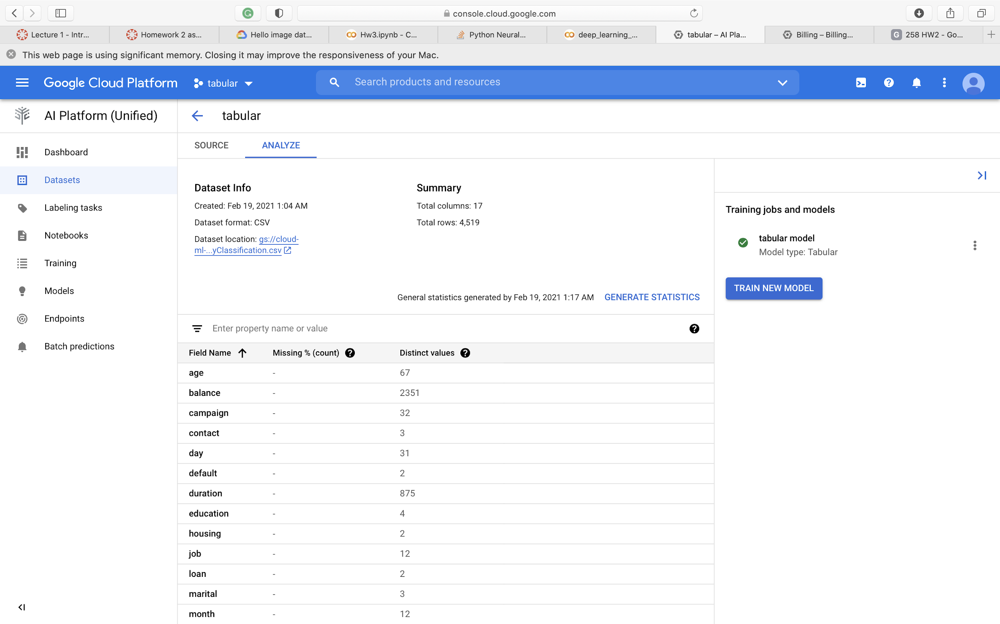 console.cloud.google.com
Lecture 1 - Intr...
Homework 2 as...
Hello image dat...
Hw3.ipynb - C...
Python Neural...
deep_learning_...
tabular – AI Pla...
Billing – Billing...
G 258 HW2 - Go...
This web page is using significant memory. Closing it may improve the responsiveness of your Mac.
Google Cloud Platform
tabular
Search products and resources
AI Platform (Unified)
tabular
Dashboard
Datasets
Labeling tasks
Notebooks
Training
Models
Endpoints
Batch predictions
SOURCE ANALYZE
Dataset Info
Created: Feb 19, 2021 1:04 AM
Dataset format: CSV
Dataset location: gs://cloud-
ml-...yClassification.csv
Summary
Total columns: 17
Total rows: 4,519
General statistics generated by Feb 19, 2021 1:17 AM GENERATE STATISTICS
Enter property name or value
Field Name Missing % (count) Distinct values
age - 67
balance - 2351
campaign - 32
contact - 3
day - 31
default - 2
duration - 875
education - 4
housing - 2
job - 12
loan - 2
marital - 3
month - 12
Training jobs and models
tabular model
Model type: Tabular
TRAIN NEW MODEL